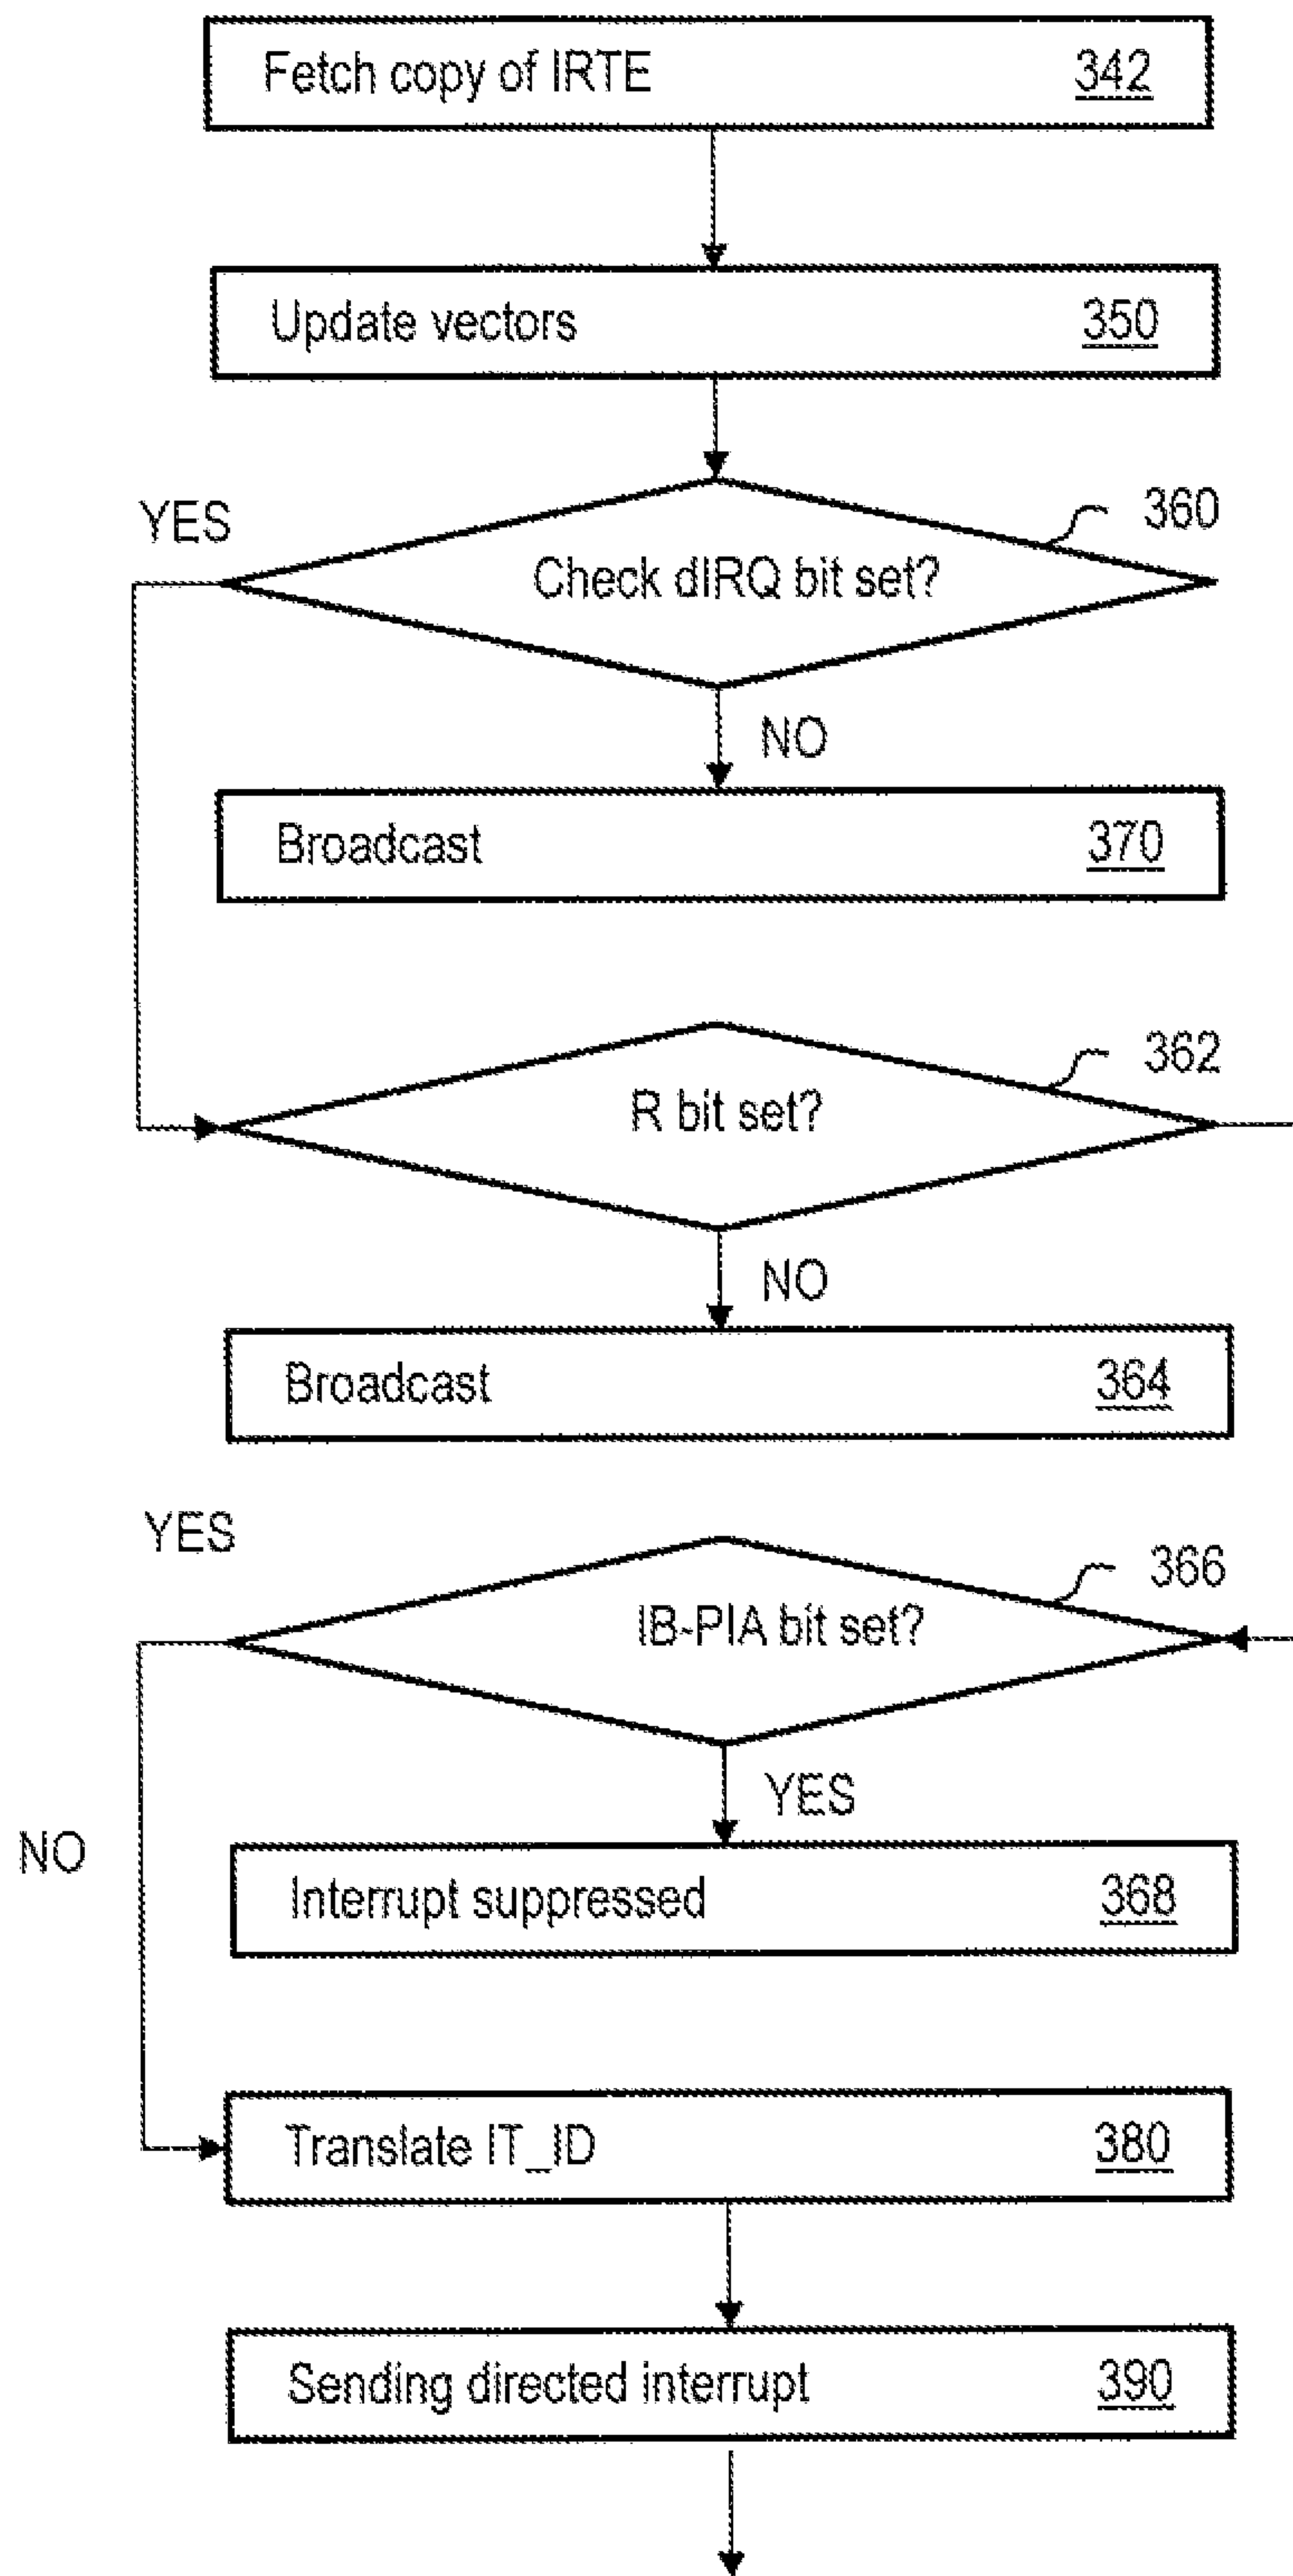 Fetch copy of IRTE 342
Update vectors 350
YES
360
Check dIRQ bit set?
NO
Broadcast 370
362
R bit set?
NO
Broadcast 364
YES
366
IB-PIA bit set?
YES
NO
Interrupt suppressed 368
Translate IT_ID 380
Sending directed interrupt 390